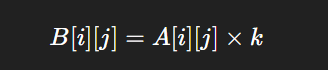 B[i][j] = A[i][j] × k